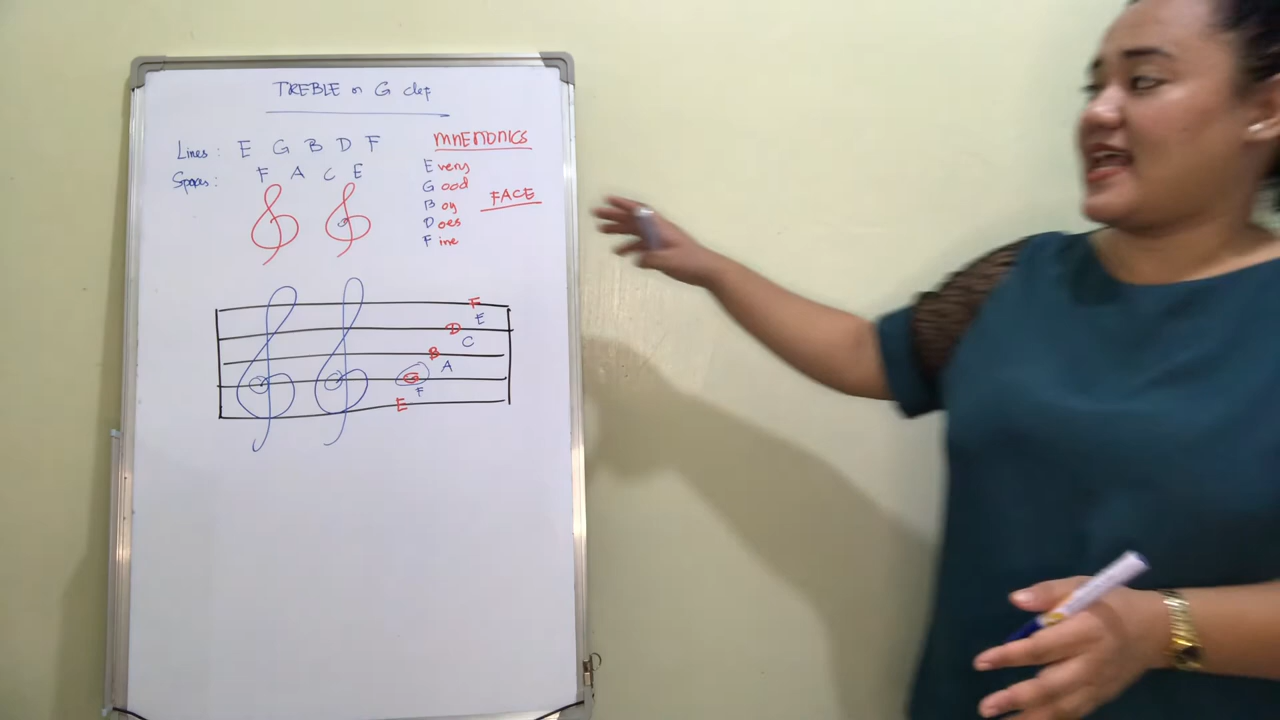 TREBLE or G clef
Lines: E G B D F
Spaces: F A C E
MNEMONICS
Every
Good
Boy
Does
Fine
FACE
F
E
D
C
B
A
G
F
E